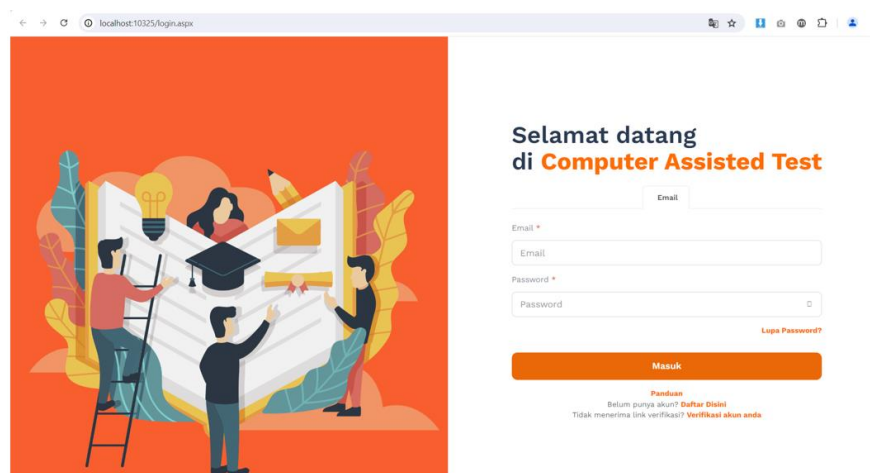 localhost:10325/login.aspx
Selamat datang
di Computer Assisted Test
Email
Email *
Email
Password *
Password
Lupa Password?
Masuk
Panduan
Belum punya akun? Daftar Disini
Tidak menerima link verifikasi? Verifikasi akun anda